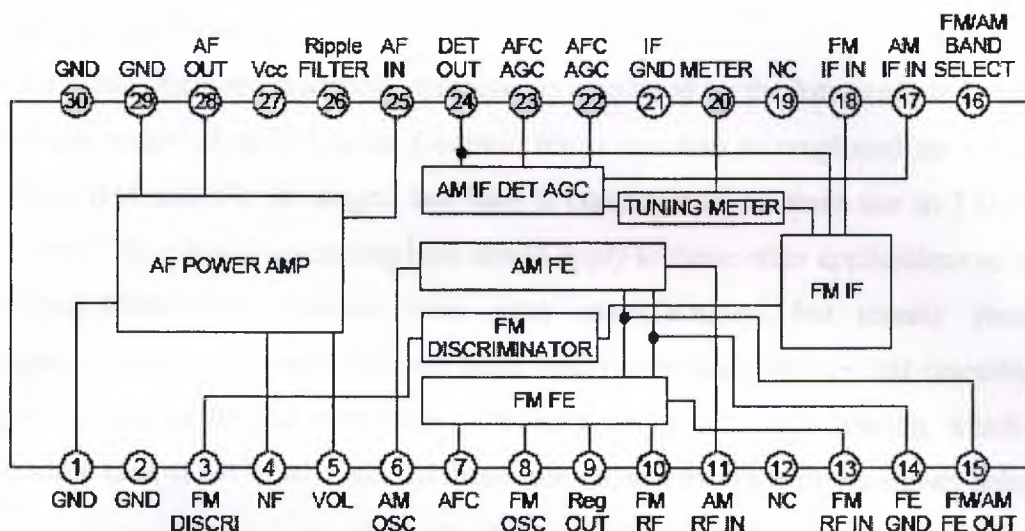 FM/AM
AF Ripple AF DET AFC AFC IF FM AM BAND
GND GND OUT Vcc FILTER IN OUT AGC AGC GND METER NC IF IN IF IN SELECT
30 29 28 27 26 25 24 23 22 21 20 19 18 17 16
AM IF DET AGC
TUNING METER
AF POWER AMP
AM FE
FM IF
FM
DISCRIMINATOR
FM FE
1 2 3 4 5 6 7 8 9 10 11 12 13 14 15
GND GND FM NF VOL AM AFC FM Reg FM AM NC FM FE FM/AM
DISCRI OSC OSC OUT RF RF IN RF IN GND FE OUT